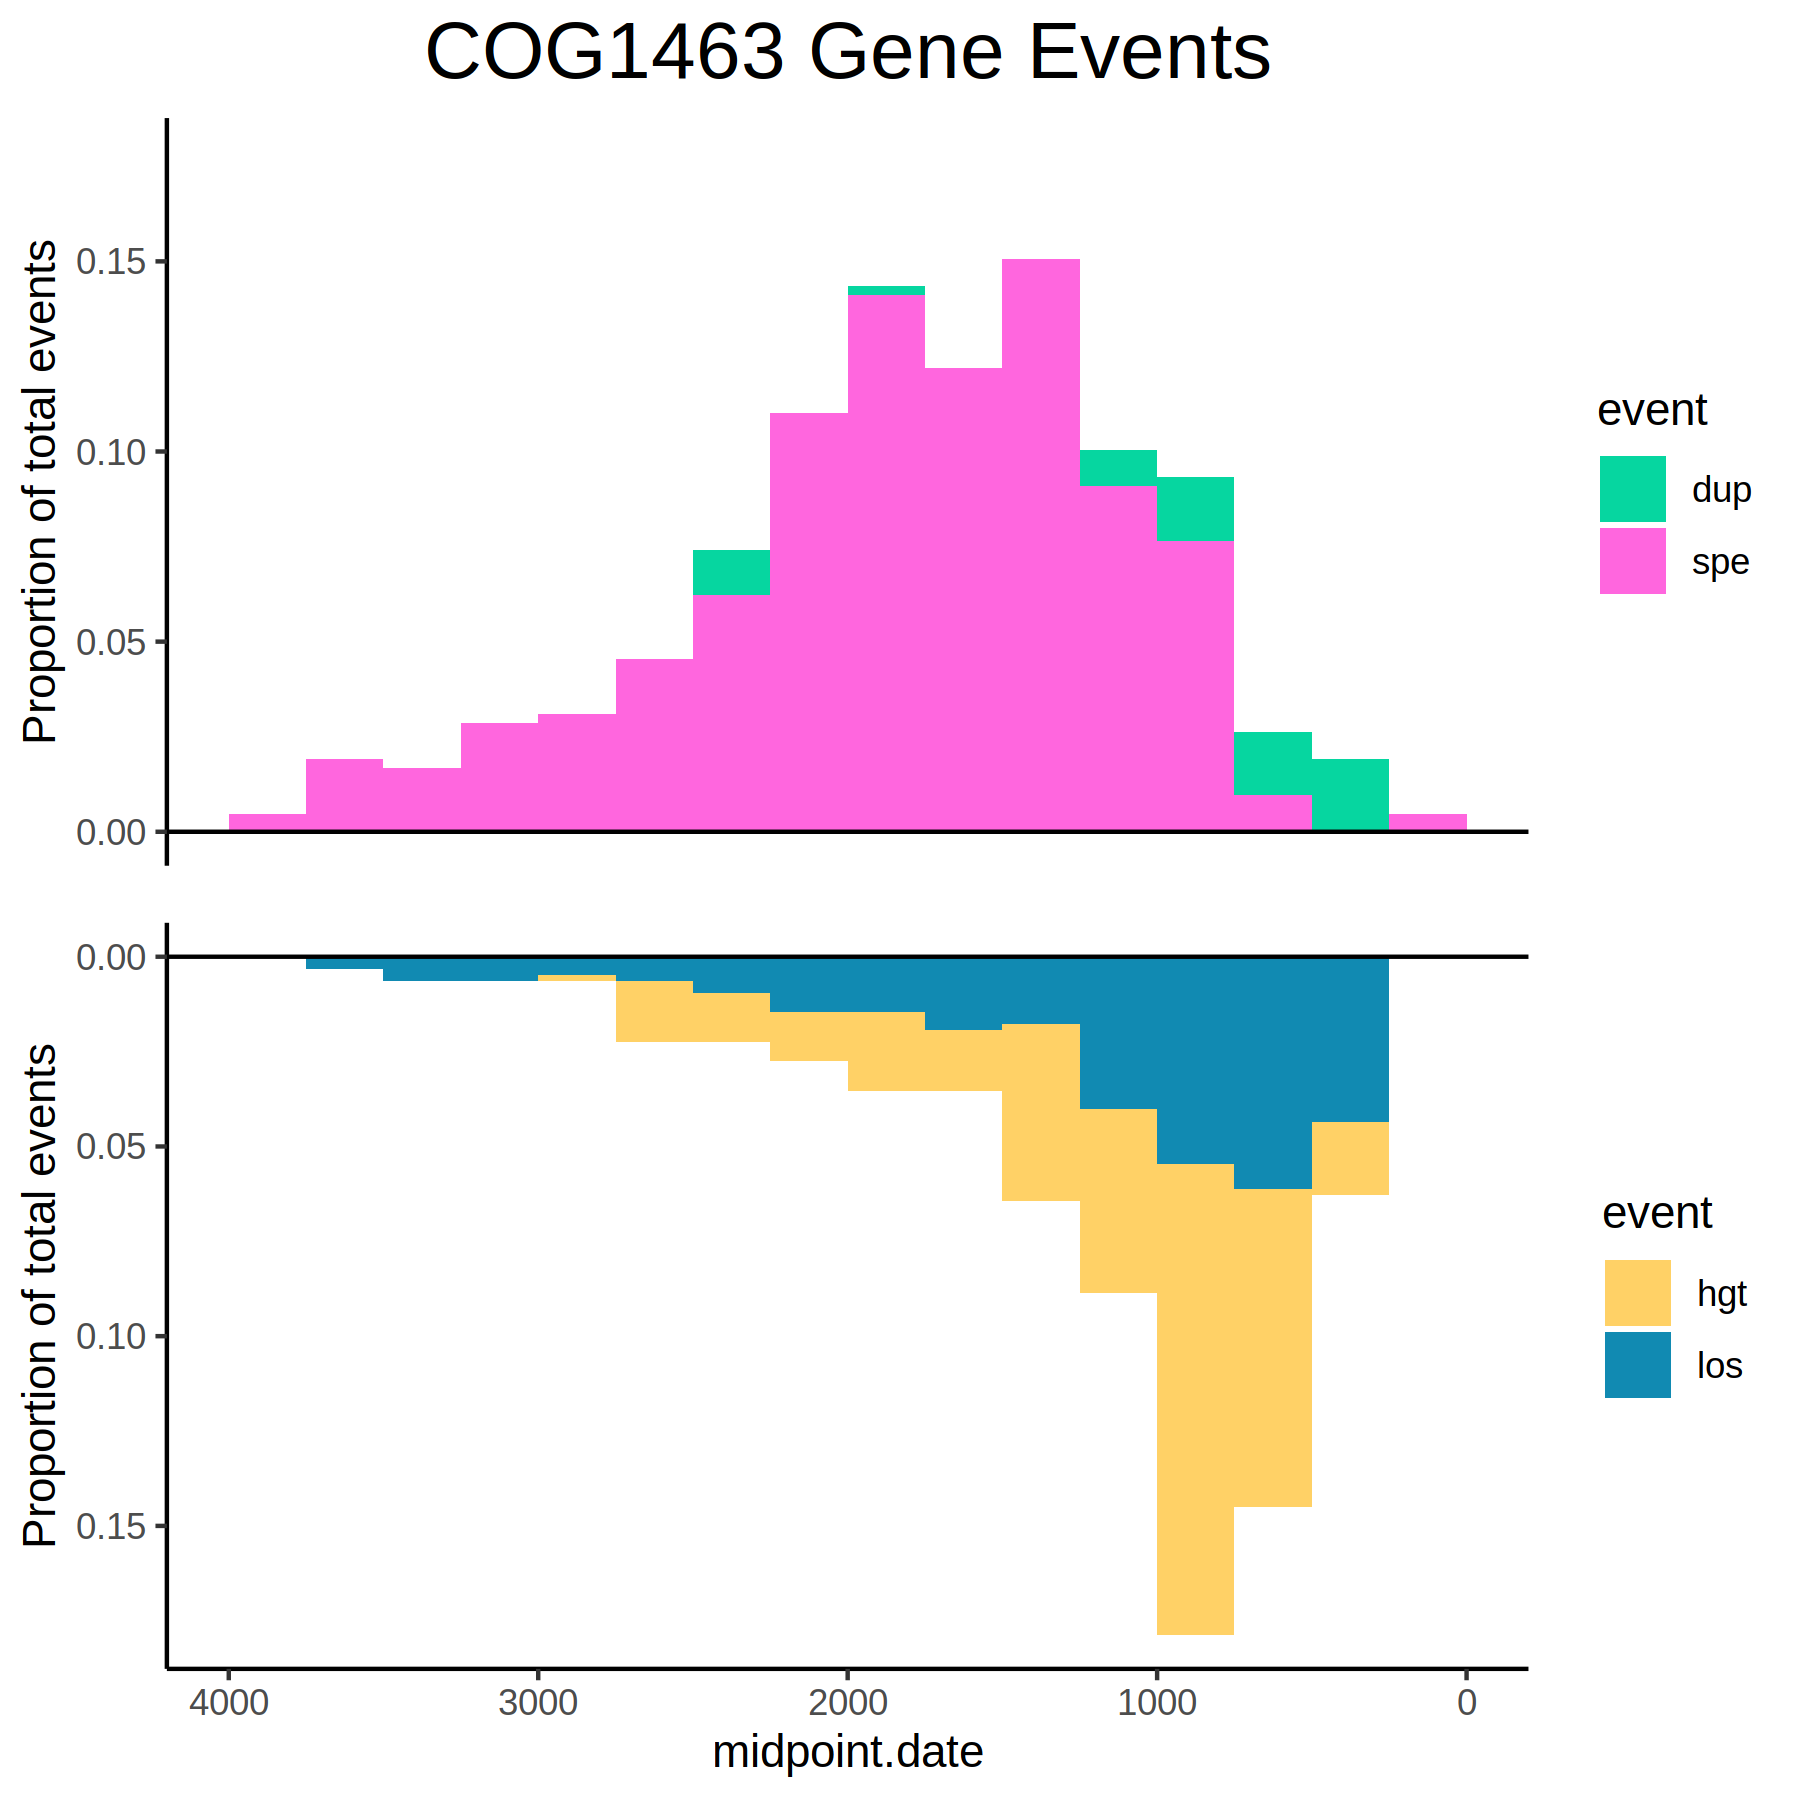 COG1463 Gene Events
Proportion of total events
0.15
0.10
0.05
0.00
event
dup
spe
Proportion of total events
0.00
0.05
0.10
0.15
event
hgt
los
4000 3000 2000 1000 0
midpoint.date